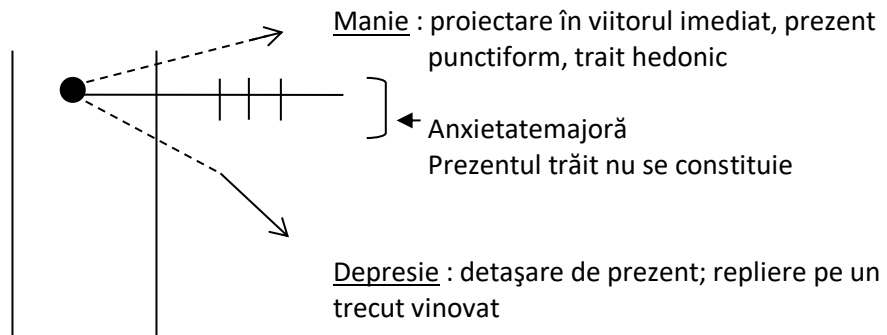 Manie : proiectare în viitorul imediat, prezent
punctiform, trait hedonic
Anxietatemajoră
Prezentul trăit nu se constituie
Depresie : detaşare de prezent; repliere pe un
trecut vinovat